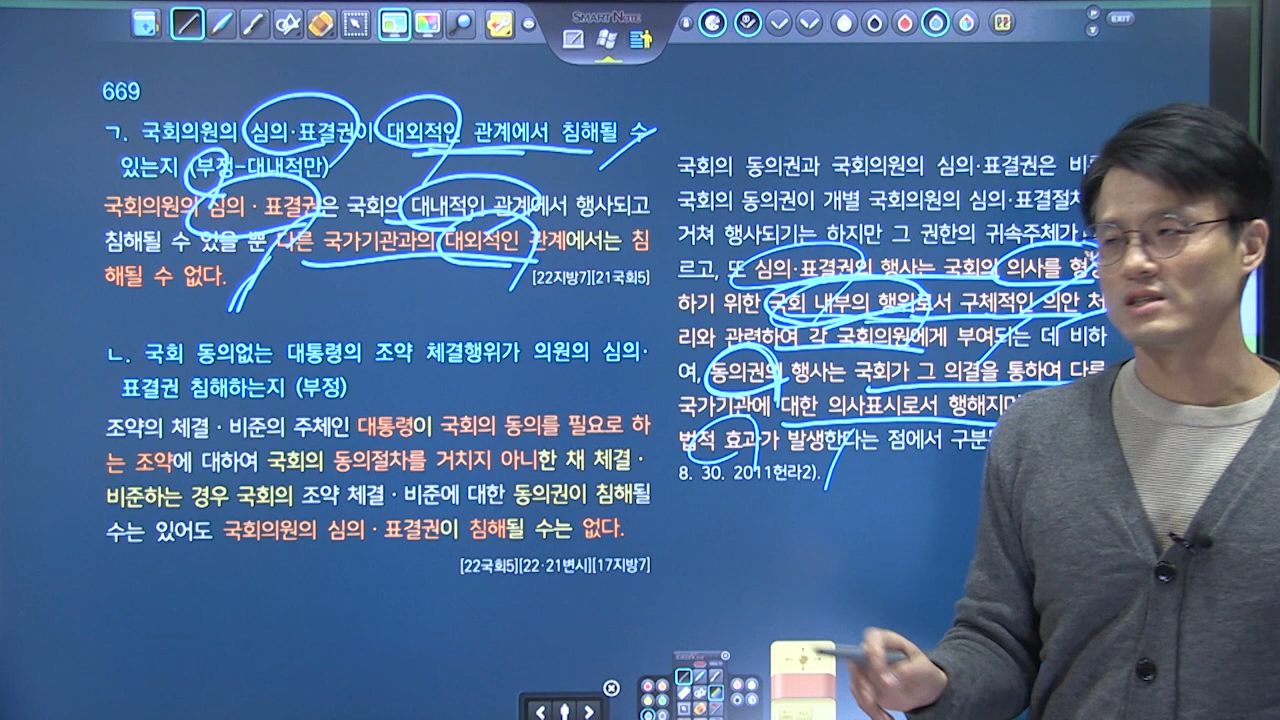 SMART NOTE
EXIT
669
ㄱ. 국회의원의 심의·표결권이 대외적인 관계에서 침해될 수
있는지 (부정-대내적만)
국회의원의 심의·표결권은 국회의 대내적인 관계에서 행사되고
침해될 수 있을 뿐 다른 국가기관과의 대외적인 관계에서는 침
해될 수 없다.
[22지방7][21국회5]
ㄴ. 국회 동의없는 대통령의 조약 체결행위가 의원의 심의·
표결권 침해하는지 (부정)
조약의 체결·비준의 주체인 대통령이 국회의 동의를 필요로 하
는 조약에 대하여 국회의 동의절차를 거치지 아니한 채 체결·
비준하는 경우 국회의 조약 체결·비준에 대한 동의권이 침해될
수는 있어도 국회의원의 심의·표결권이 침해될 수는 없다.
[22국회5][22·21변시][17지방7]
국회의 동의권과 국회의원의 심의·표결권은 비록
국회의 동의권이 개별 국회의원의 심의·표결절차
거쳐 행사되기는 하지만 그 권한의 귀속주체가
르고, 또 심의·표결권의 행사는 국회의 의사를 형성
하기 위한 국회 내부의 행위로서 구체적인 의안 처
리와 관련하여 각 국회의원에게 부여되는 데 비하
여, 동의권의 행사는 국회가 그 의결을 통하여 다른
국가기관에 대한 의사표시로서 행해지며
법적 효과가 발생한다는 점에서 구분
8. 30. 2011헌라2).